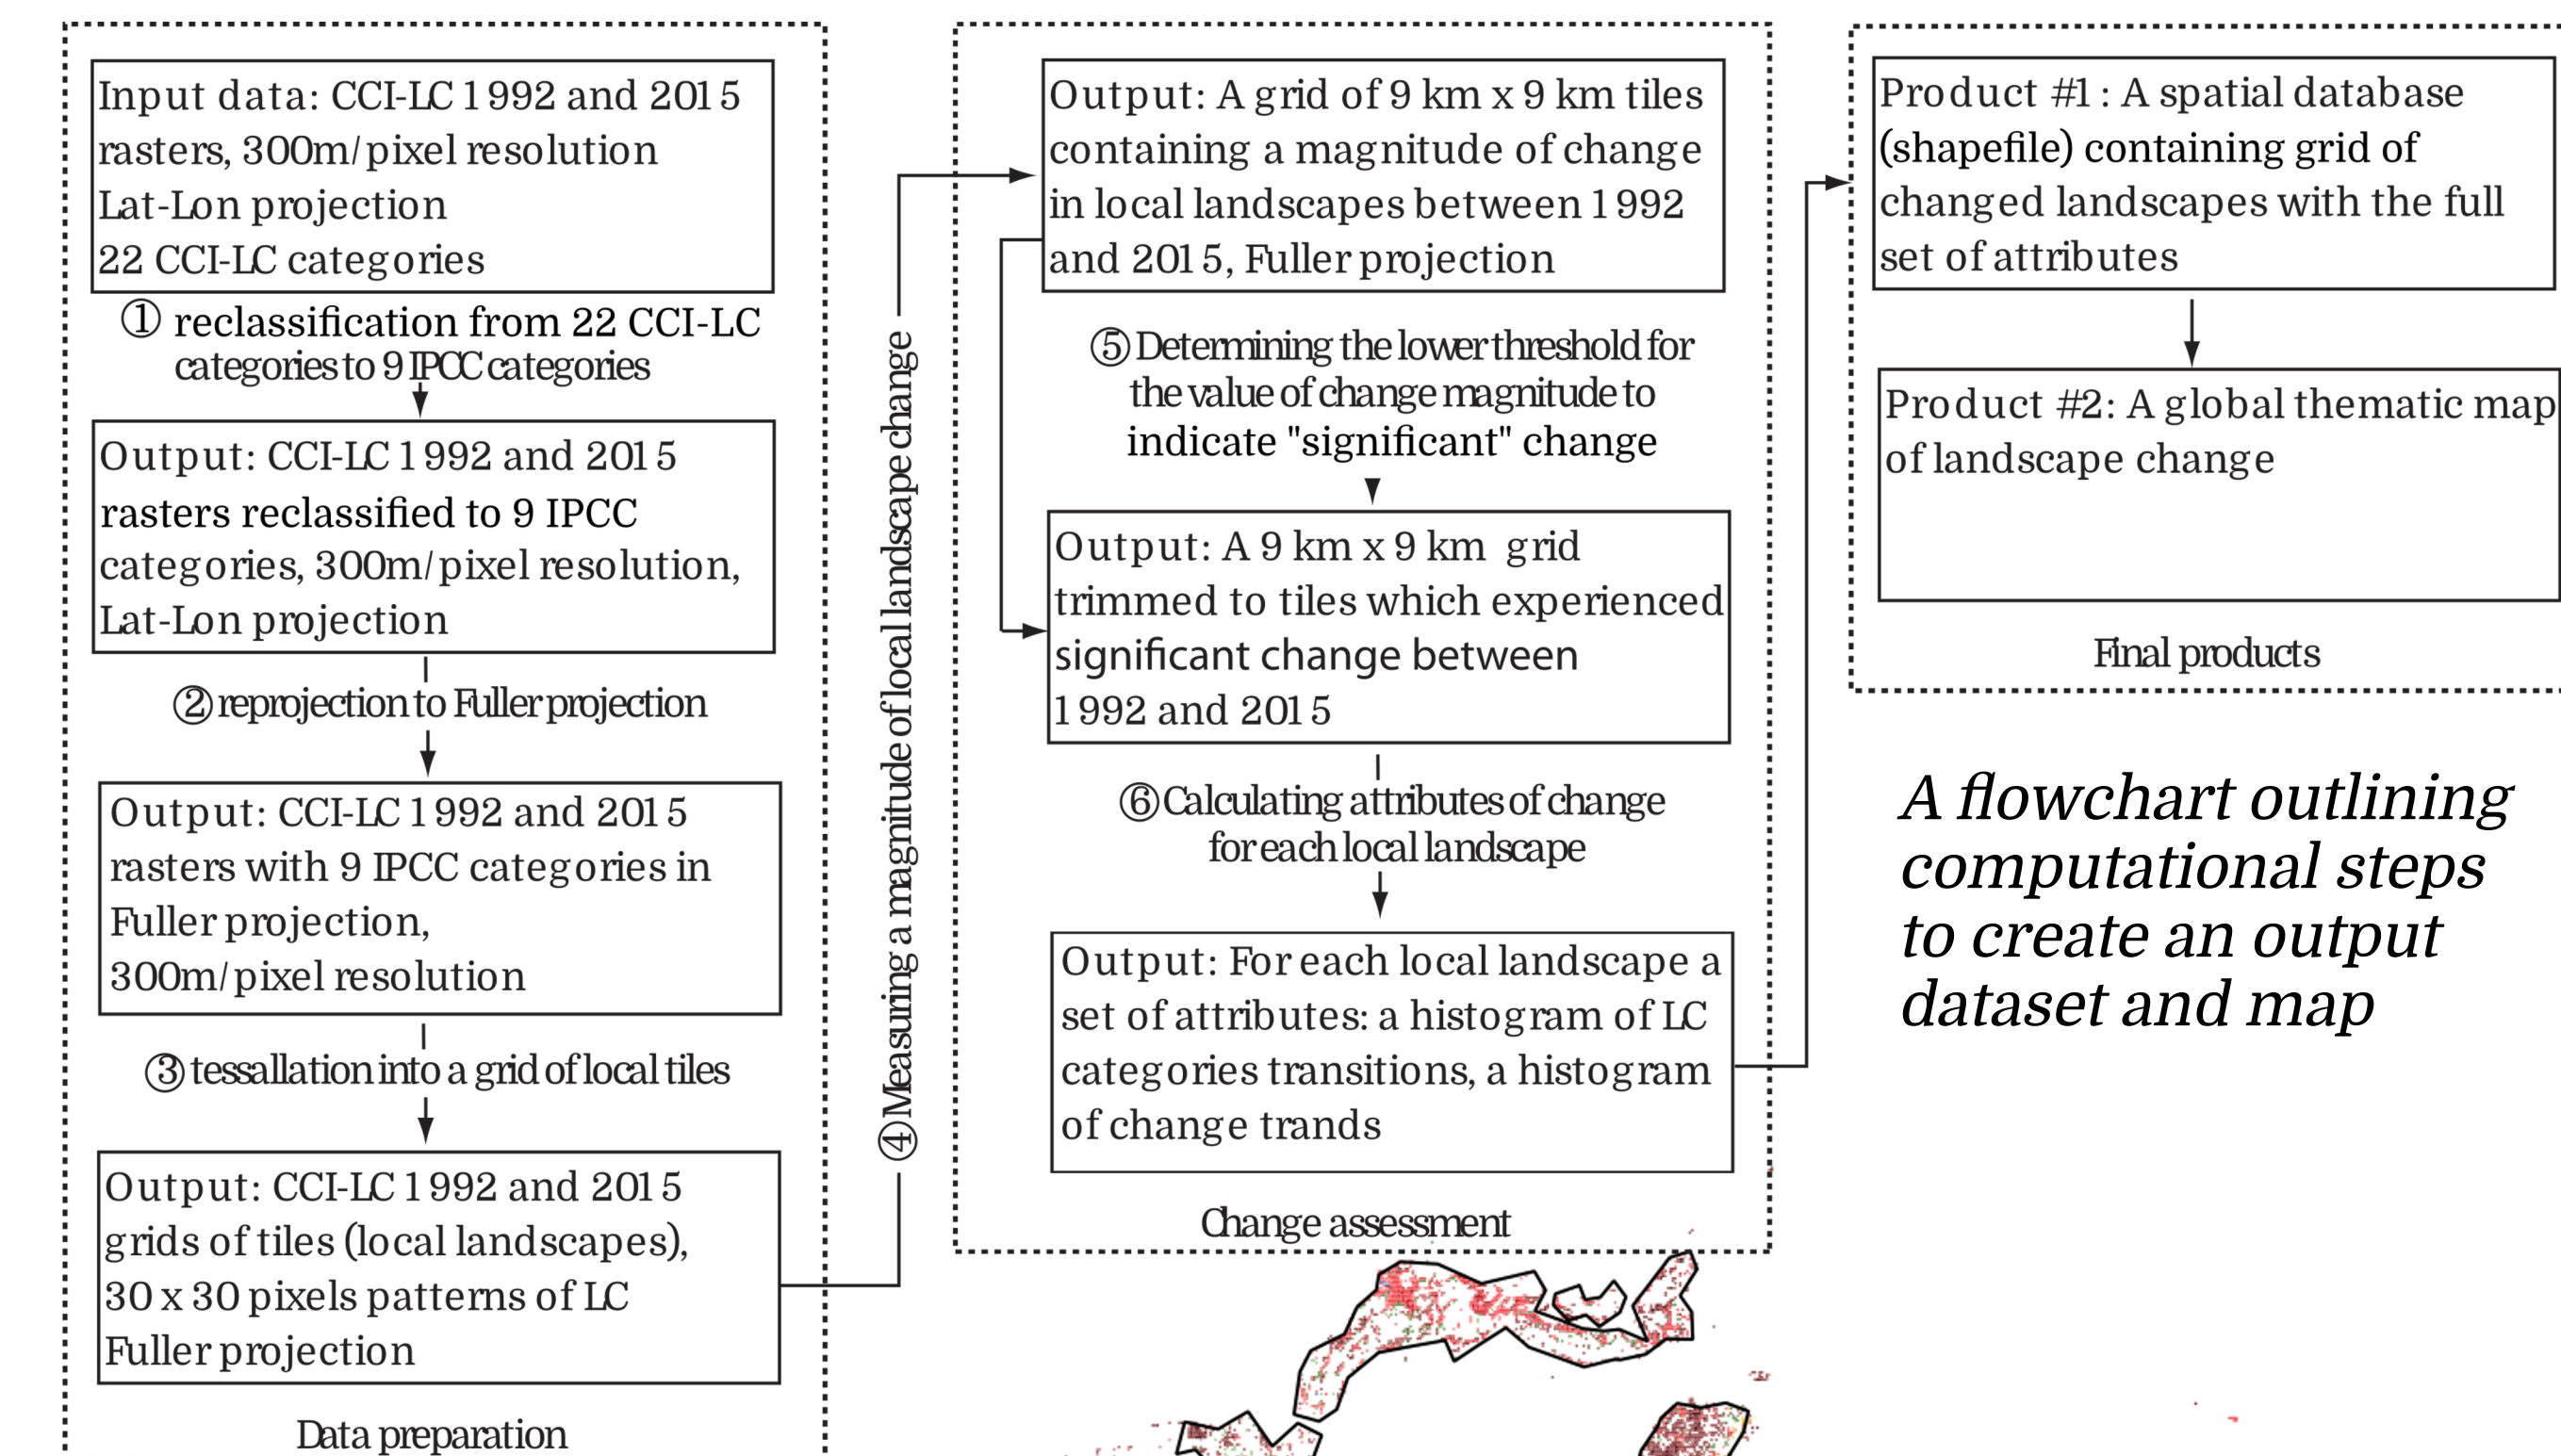 Input data: CCI-LC 1992 and 2015
rasters, 300m/pixel resolution
Lat-Lon projection
22 CCI-LC categories
① reclassification from 22 CCI-LC
categories to 9 IPCC categories
Output: CCI-LC 1992 and 2015
rasters reclassified to 9 IPCC
categories, 300m/pixel resolution,
Lat-Lon projection
② reprojection to Fuller projection
Output: CCI-LC 1992 and 2015
rasters with 9 IPCC categories in
Fuller projection,
300m/pixel resolution
③ tessallation into a grid of local tiles
Output: CCI-LC 1992 and 2015
grids of tiles (local landscapes),
30 x 30 pixels patterns of LC
Fuller projection
Data preparation
④ Measuring a magnitude of local landscape change
Output: A grid of 9 km x 9 km tiles
containing a magnitude of change
in local landscapes between 1992
and 2015, Fuller projection
⑤ Determining the lower threshold for
the value of change magnitude to
indicate "significant" change
Output: A 9 km x 9 km grid
trimmed to tiles which experienced
significant change between
1992 and 2015
⑥ Calculating attributes of change
for each local landscape
Output: For each local landscape a
set of attributes: a histogram of LC
categories transitions, a histogram
of change trands
Change assessment
Product #1: A spatial database
(shapefile) containing grid of
changed landscapes with the full
set of attributes
Product #2: A global thematic map
of landscape change
Final products
A flowchart outlining
computational steps
to create an output
dataset and map